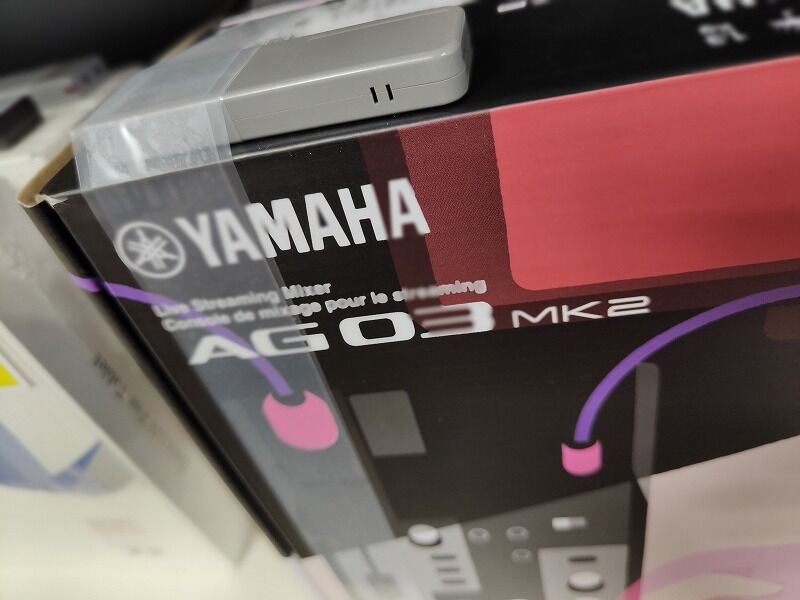 YAMAHA
Live Streaming Mixer
Console de mixage pour le streaming
AG03 MK2